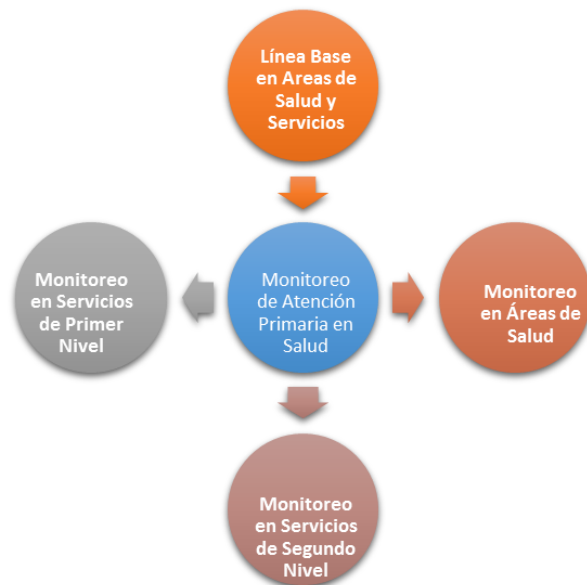 Línea Base
en Areas de
Salud y
Servicios
Monitoreo
en Servicios
de Primer
Nivel
Monitoreo
de Atención
Primaria en
Salud
Monitoreo
en Áreas de
Salud
Monitoreo
en Servicios
de Segundo
Nivel